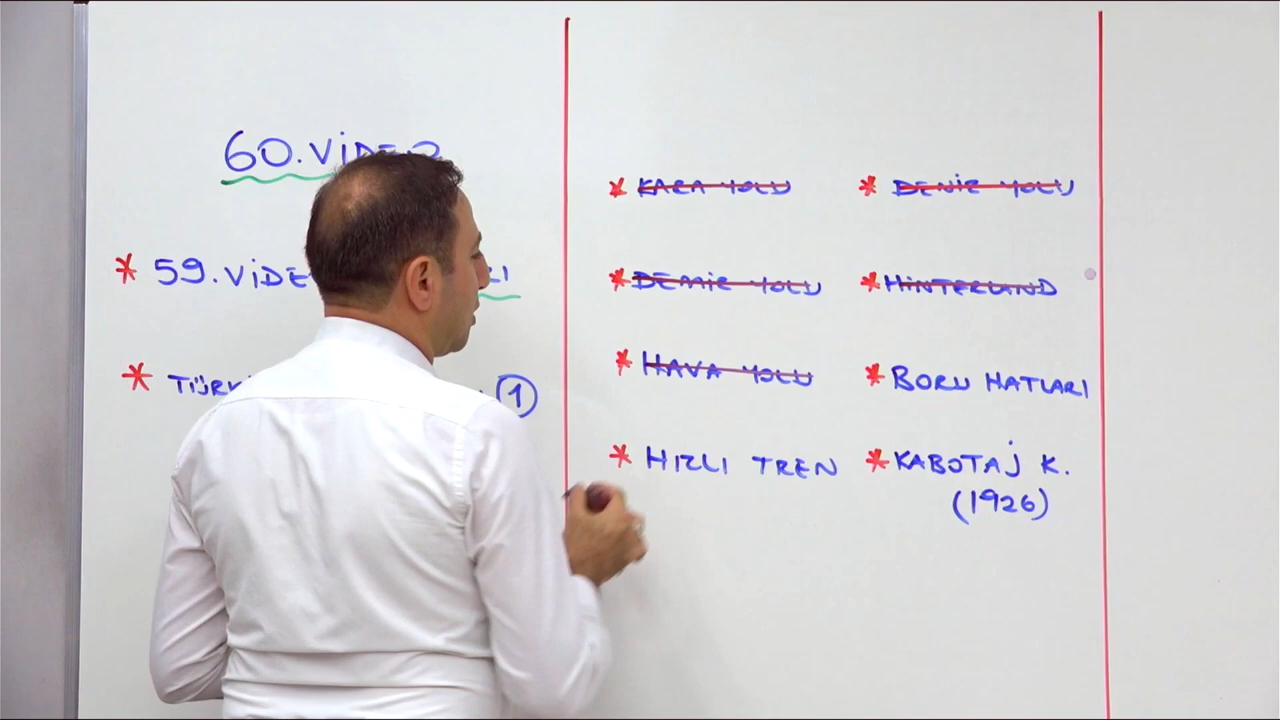 60.VİDEO
* 59.VİDE
* TÜRK
1
* KARA YOLU
* DEMİR YOLU
* HAVA YOLU
* HIZLI TREN
* DENİZ YOLU
* HİNTERLAND
* BORU HATLARI
* KABOTAJ K.
(1926)